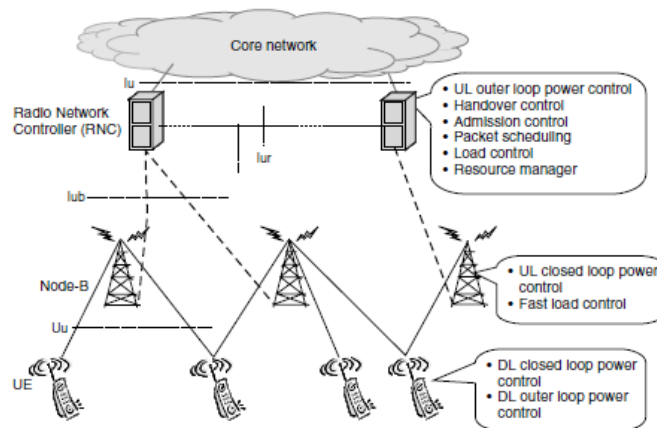 Core network
Iu
Radio Network
Controller (RNC)
Iur
• UL outer loop power control
• Handover control
• Admission control
• Packet scheduling
• Load control
• Resource manager
Iub
Node-B
• UL closed loop power
control
• Fast load control
Uu
UE
• DL closed loop power
control
• DL outer loop power
control